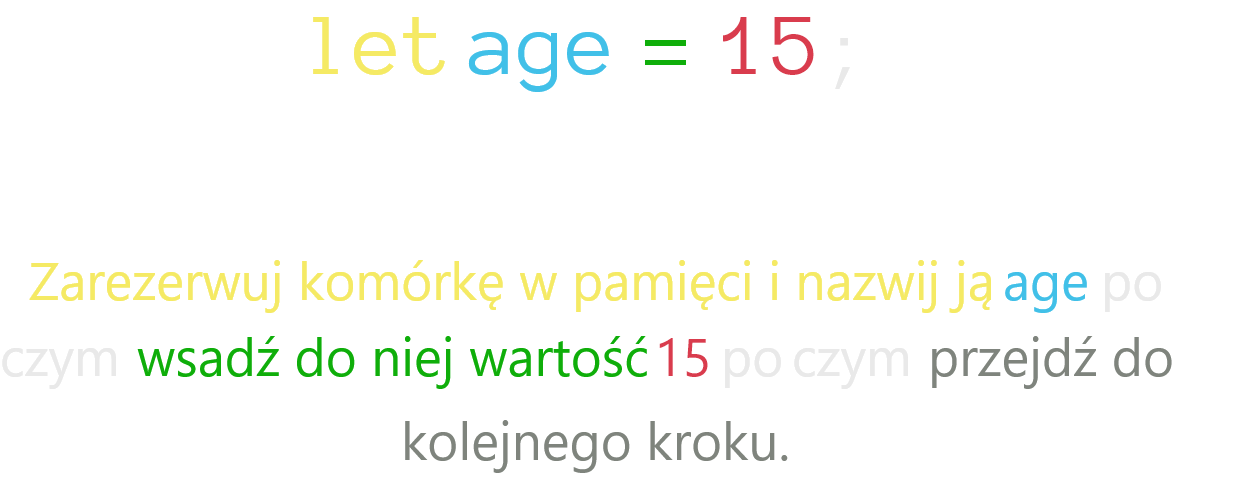 let age = 15;
Zarezerwuj komórkę w pamięci i nazwij ją age po
czym wsadź do niej wartość 15 po czym przejdź do
kolejnego kroku.